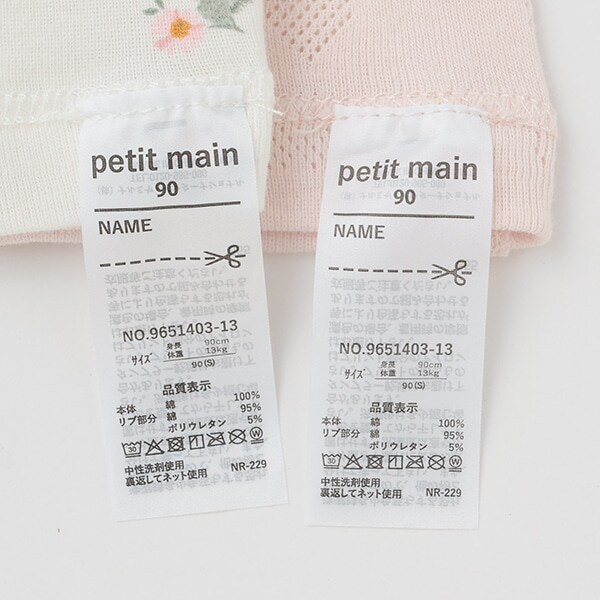 petit main
90
NAME
NO.9651403-13
サイズ 身長 90cm
体重 13kg
90(S)
品質表示
本体 綿 100%
リブ部分 綿 95%
ポリウレタン 5%
30 W
中性洗剤使用
裏返してネット使用 NR-229
petit main
90
NAME
NO.9651403-13
サイズ 身長 90cm
体重 13kg
90(S)
品質表示
本体 綿 100%
リブ部分 綿 95%
ポリウレタン 5%
30 W
中性洗剤使用
裏返してネット使用 NR-229